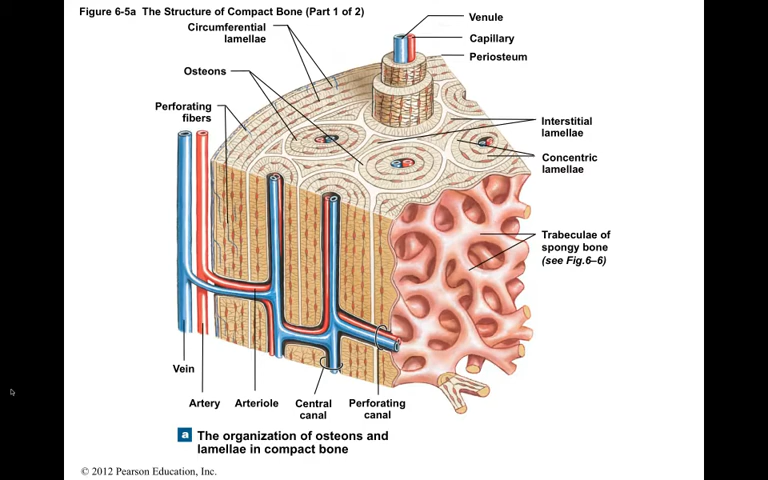 Figure 6-5a The Structure of Compact Bone (Part 1 of 2)
Circumferential
lamellae
Venule
Capillary
Periosteum
Osteons
Perforating
fibers
Interstitial
lamellae
Concentric
lamellae
Trabeculae of
spongy bone
(see Fig.6–6)
Vein
Artery
Arteriole
Central
canal
Perforating
canal
a The organization of osteons and
lamellae in compact bone
© 2012 Pearson Education, Inc.